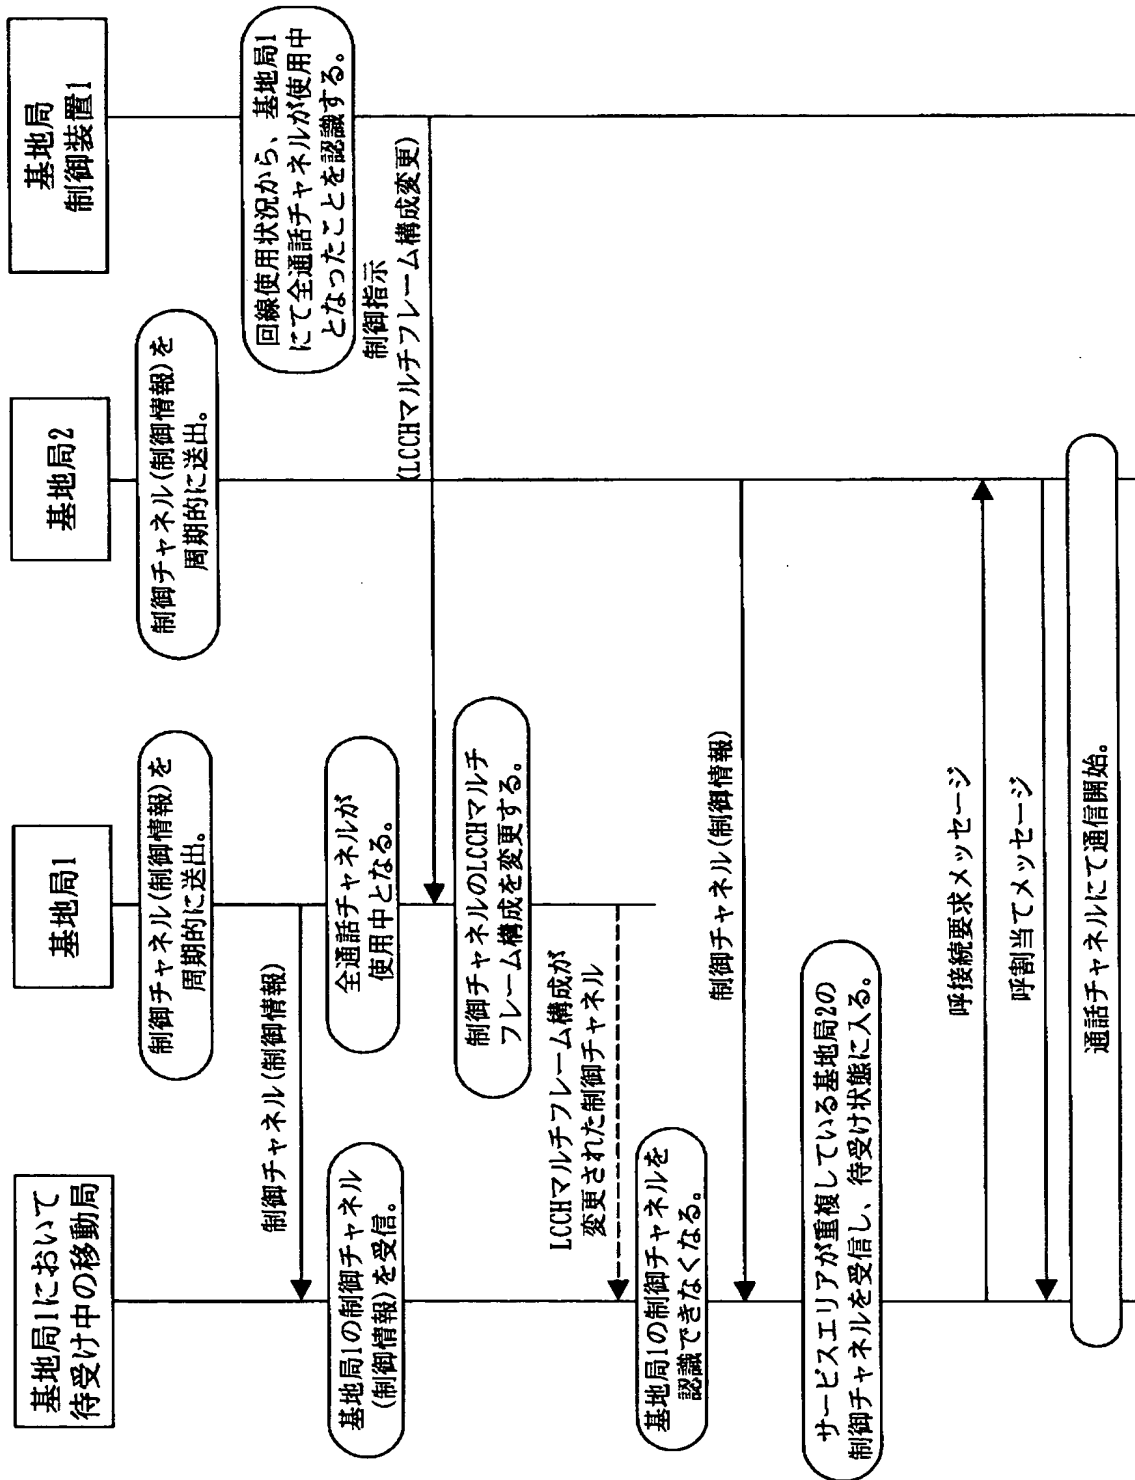 基地局1において
待受け中の移動局
基地局1
基地局2
基地局
制御装置1
制御チャネル(制御情報)を
周期的に送出。
制御チャネル(制御情報)を
周期的に送出。
回線使用状況から、基地局1
にて全通話チャネルが使用中
となったことを認識する。
制御チャネル(制御情報)
基地局1の制御チャネル
(制御情報)を受信。
全通話チャネルが
使用中となる。
制御指示
(LCCHマルチフレーム構成変更)
制御チャネルのLCCHマルチ
フレーム構成を変更する。
LCCHマルチフレーム構成が
変更された制御チャネル
基地局1の制御チャネルを
認識できなくなる。
制御チャネル(制御情報)
サービスエリアが重複している基地局2の
制御チャネルを受信し、待受け状態に入る。
呼接続要求メッセージ
呼割当てメッセージ
通話チャネルにて通信開始。